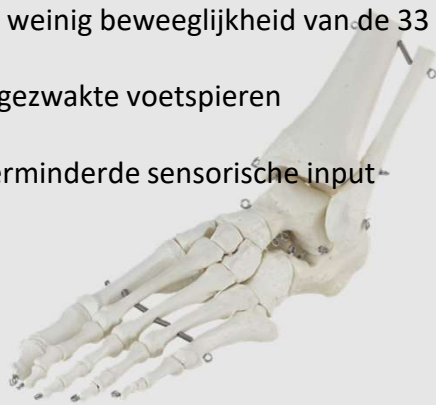 weinig beweeglijkheid van de 33
gezwakte voetspieren
erminderde sensorische input